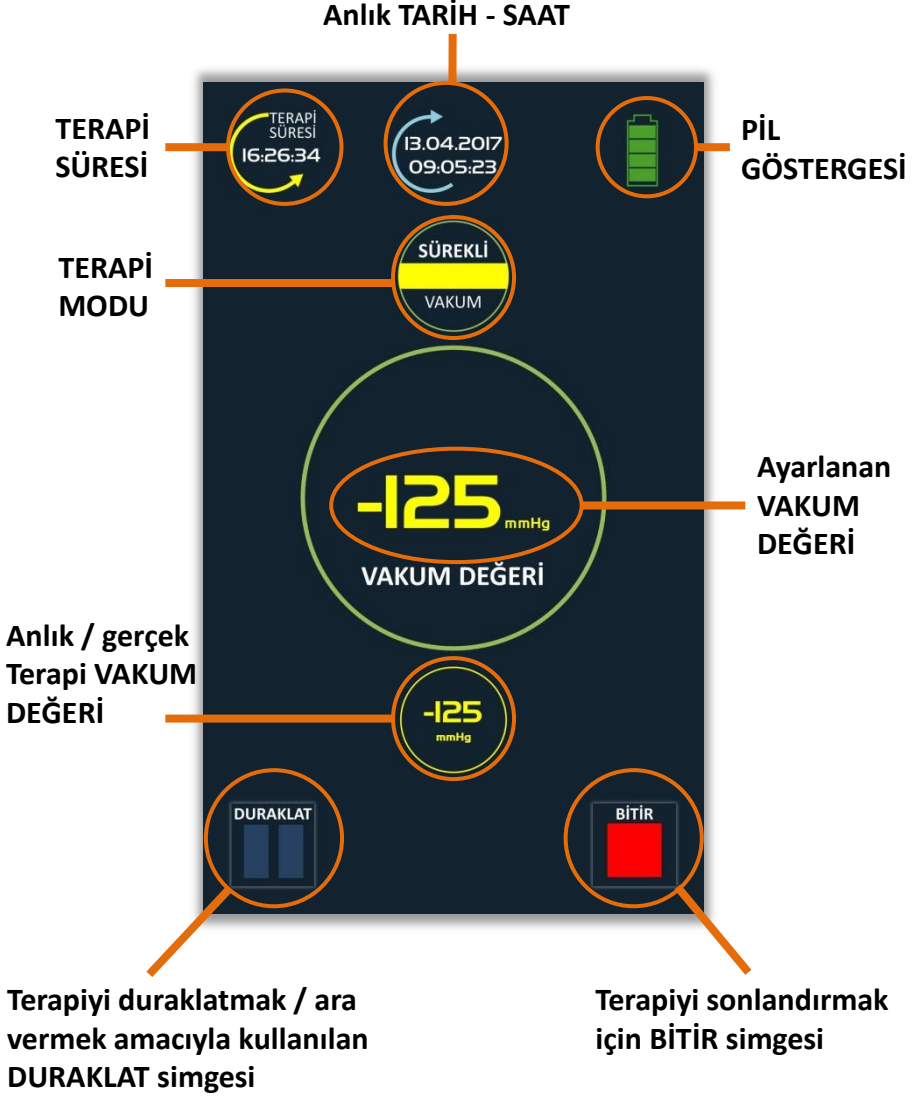 Anlık TARİH - SAAT
TERAPİ
SÜRESİ
TERAPİ
SÜRESİ
16:26:34
13.04.2017
09:05:23
PİL
GÖSTERGESİ
TERAPİ
MODU
SÜREKLİ
VAKUM
-125 mmHg
VAKUM DEĞERİ
Ayarlanan
VAKUM
DEĞERİ
Anlık / gerçek
Terapi VAKUM
DEĞERİ
-125
mmHg
DURAKLAT
BİTİR
Terapiyi duraklatmak / ara
vermek amacıyla kullanılan
DURAKLAT simgesi
Terapiyi sonlandırmak
için BİTİR simgesi